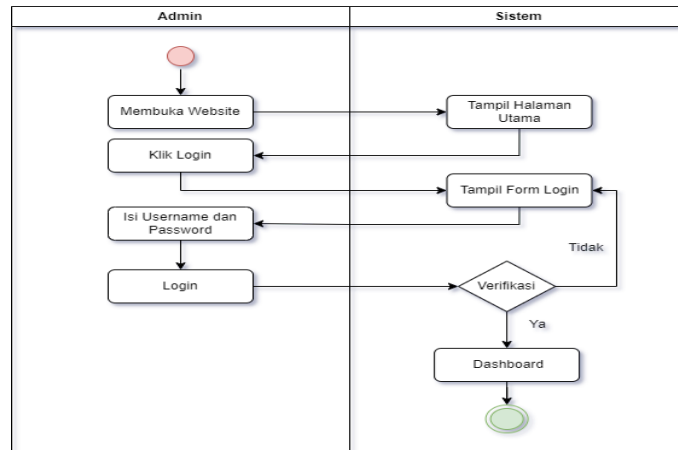 Admin
Sistem
Membuka Website
Tampil Halaman
Utama
Klik Login
Tampil Form Login
Isi Username dan
Password
Tidak
Login
Verifikasi
Ya
Dashboard